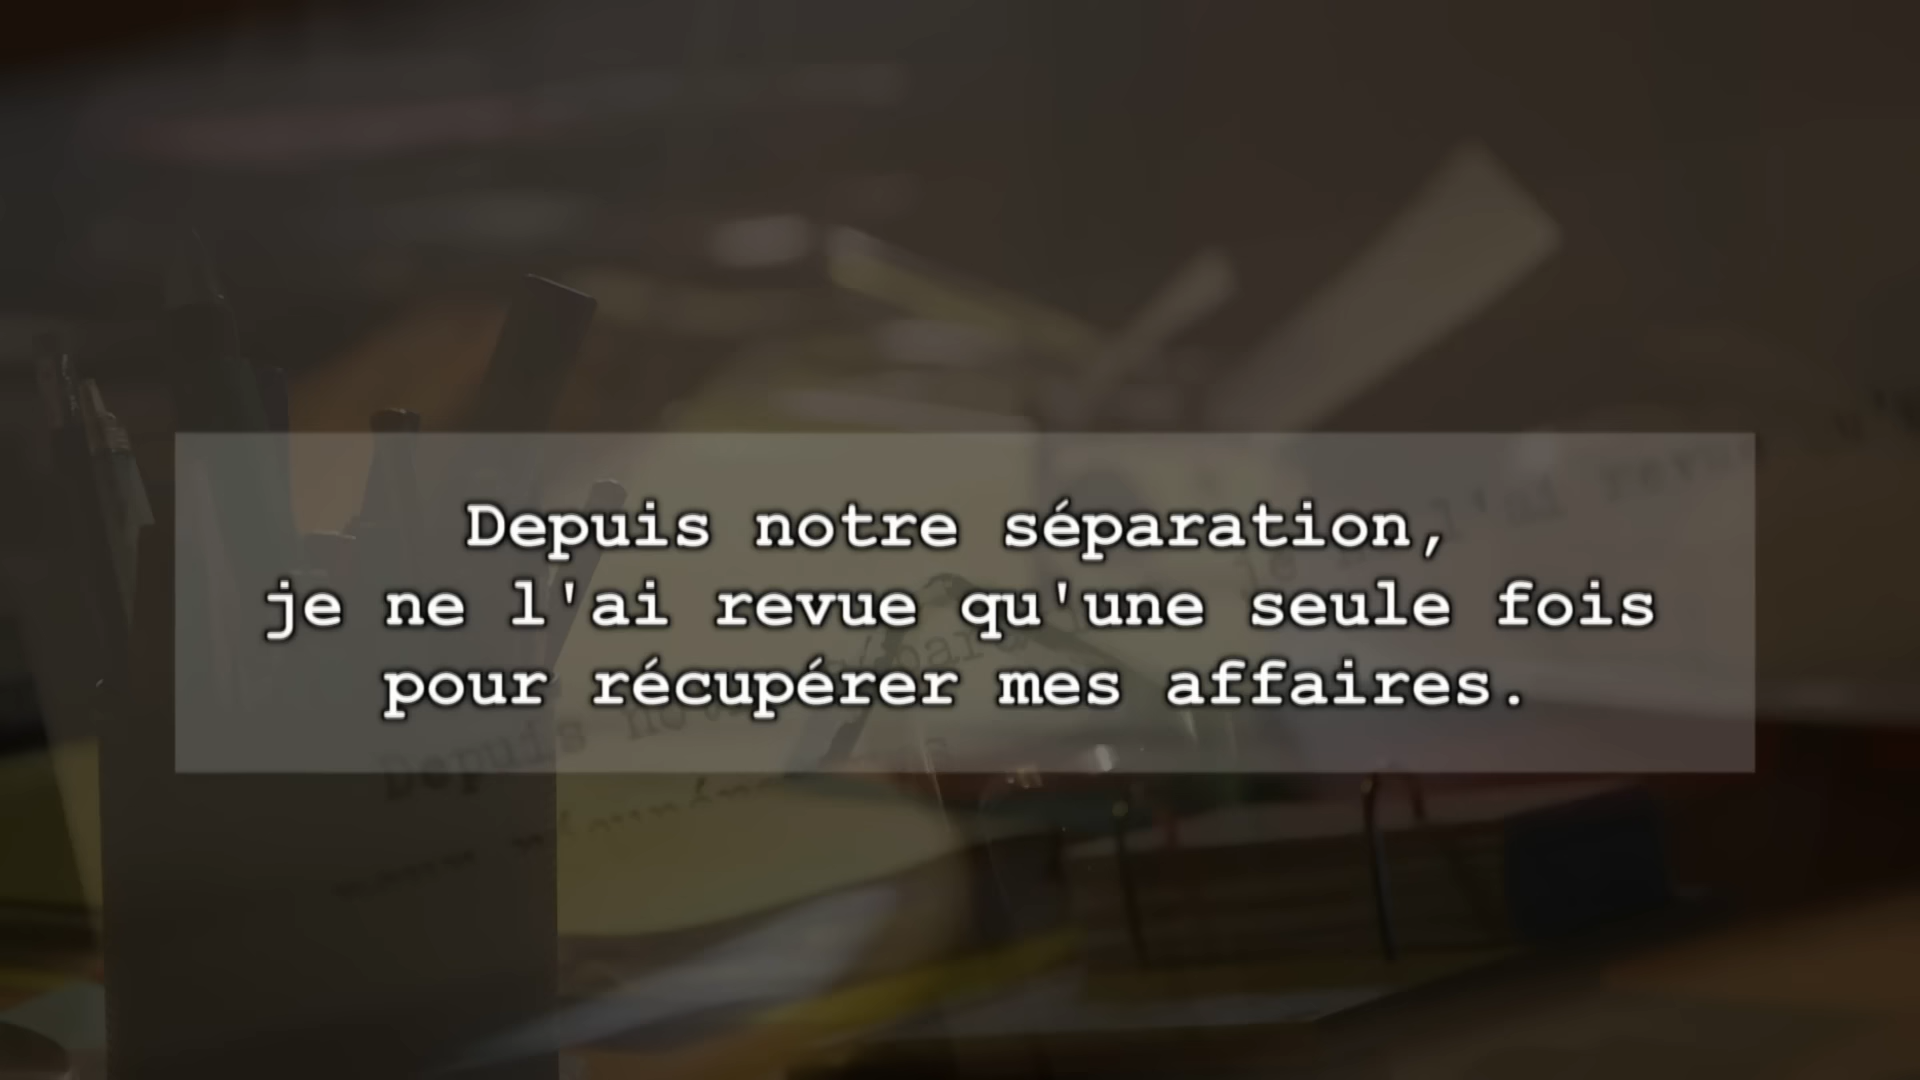 Depuis notre séparation,
je ne l'ai revue qu'une seule fois
pour récupérer mes affaires.